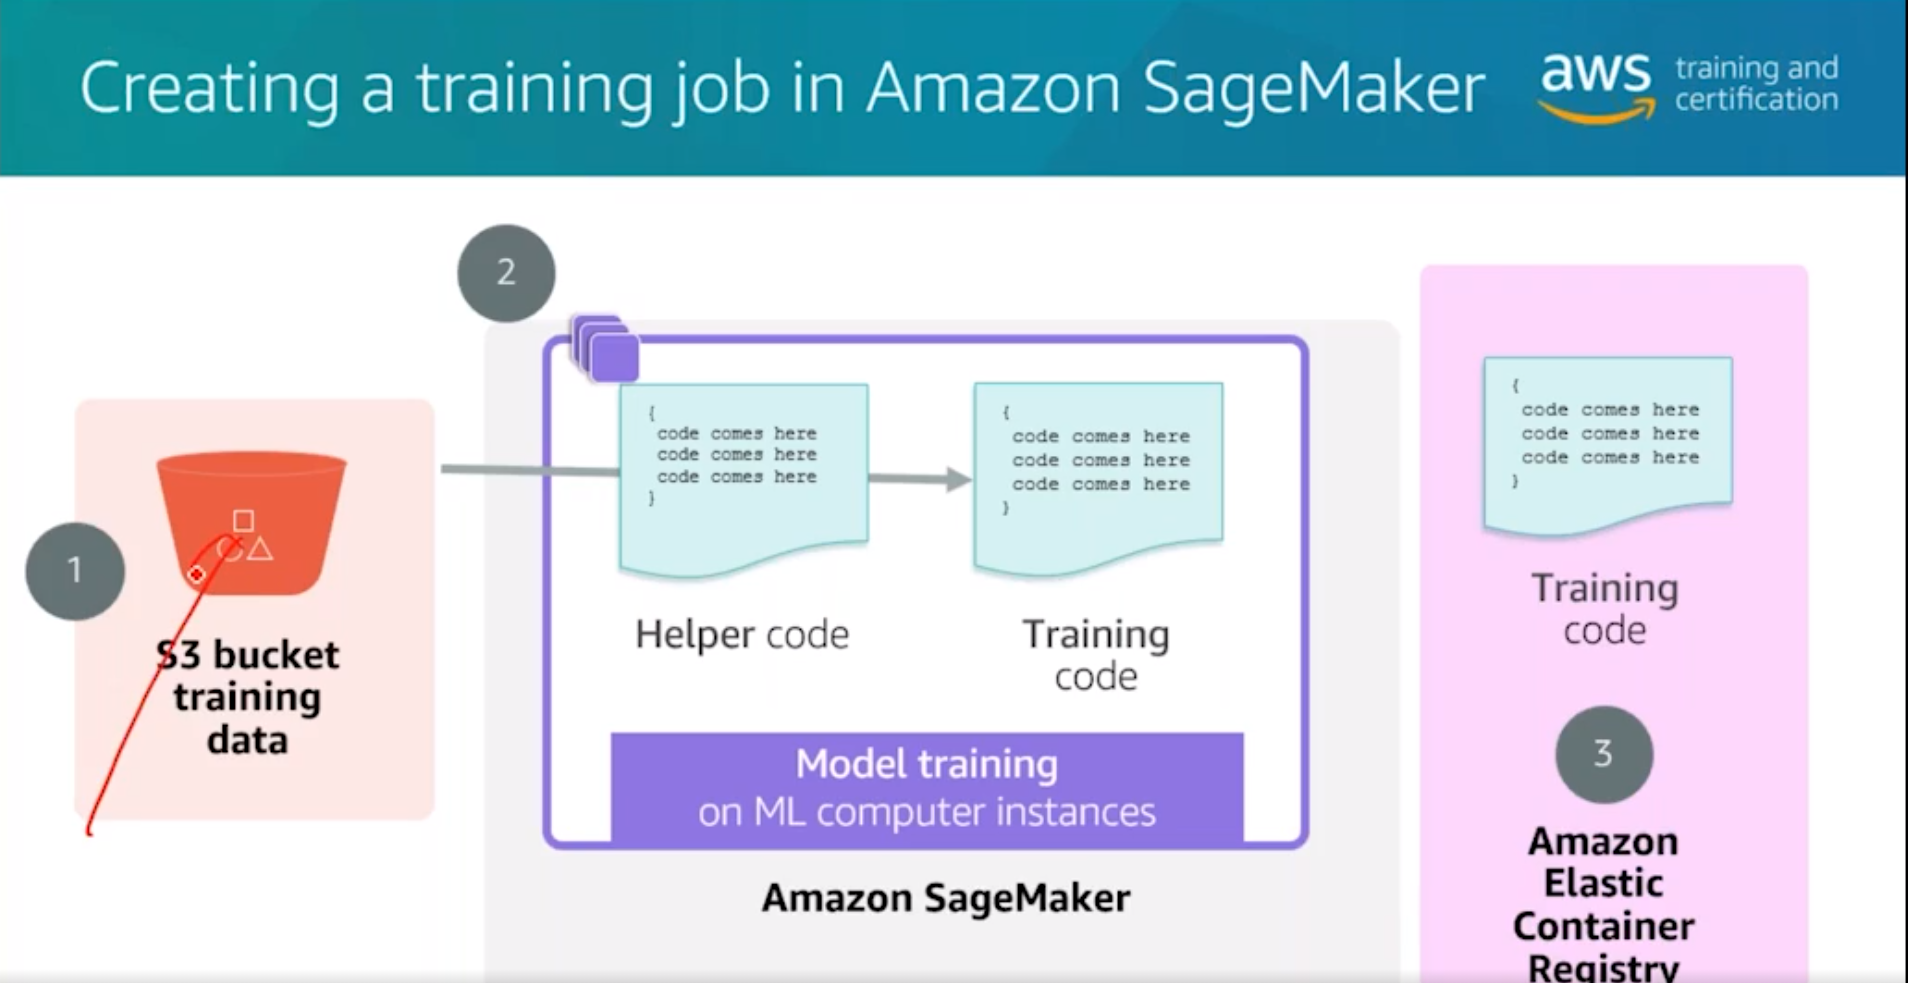 Creating a training job in Amazon SageMaker
aws
training and
certification
1
S3 bucket
training
data
2
{
code comes here
code comes here
code comes here
}
Helper code
{
code comes here
code comes here
code comes here
}
Training
code
Model training
on ML computer instances
Amazon SageMaker
{
code comes here
code comes here
code comes here
}
Training
code
3
Amazon
Elastic
Container
Registry